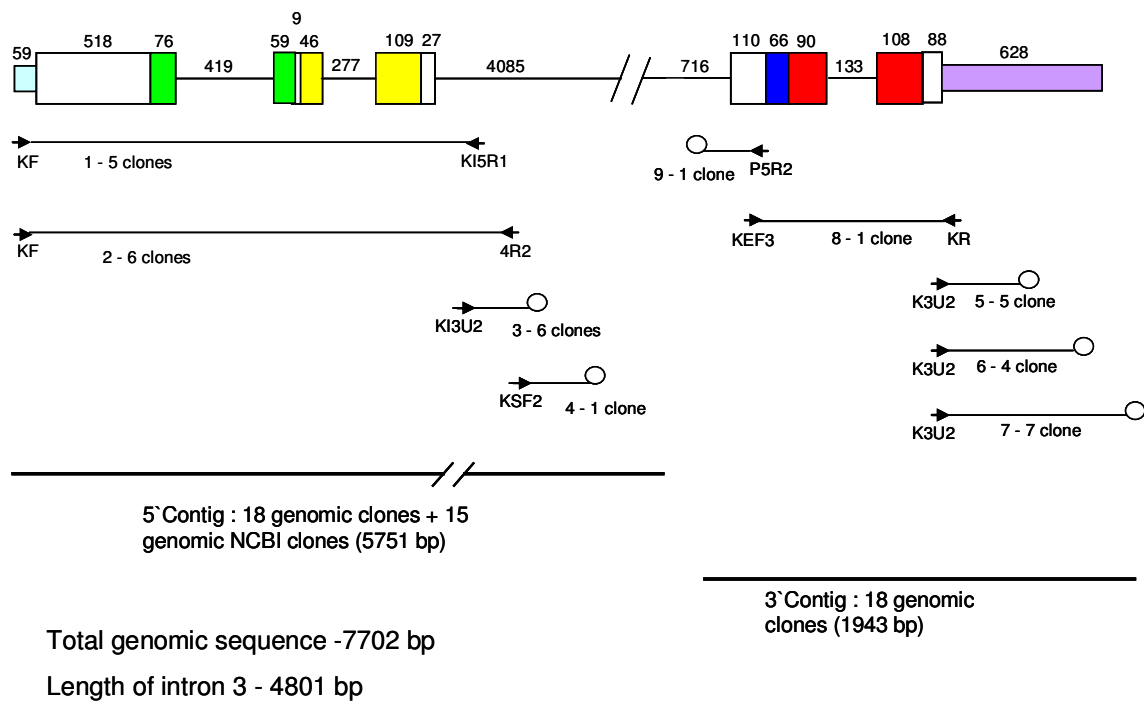 9
59 518 76 59 46 109 27 110 66 90 108 88 628
419 277 4085 716 133
KF 1 - 5 clones KI5R1
9 - 1 clone P5R2
KF 2 - 6 clones 4R2
KEF3 8 - 1 clone KR
K3U2 5 - 5 clone
KI3U2 3 - 6 clones
K3U2 6 - 4 clone
KSF2 4 - 1 clone
K3U2 7 - 7 clone
5`Contig : 18 genomic clones + 15
genomic NCBI clones (5751 bp)
3`Contig : 18 genomic
clones (1943 bp)
Total genomic sequence -7702 bp
Length of intron 3 - 4801 bp